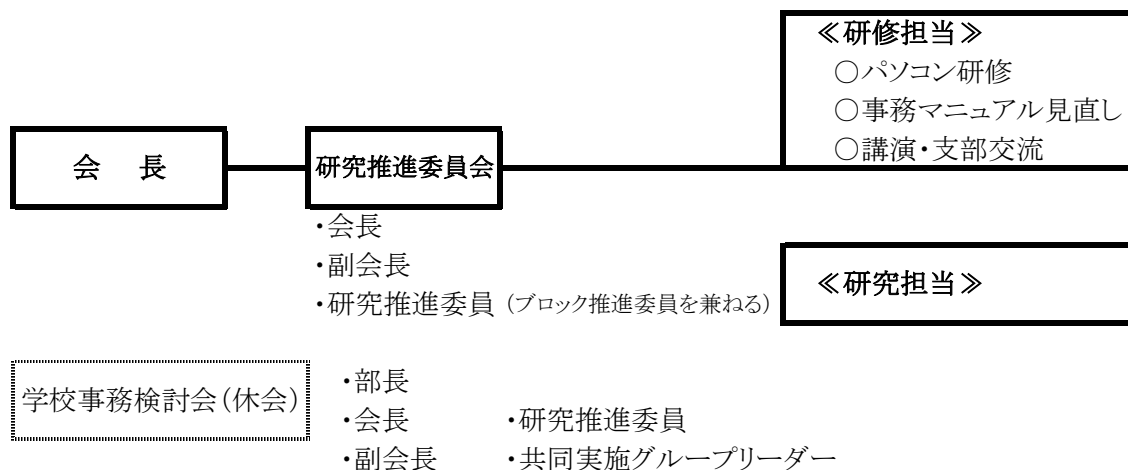 ≪研修担当≫
○パソコン研修
○事務マニュアル見直し
○講演・支部交流
会　長
研究推進委員会
・会長
・副会長
・研究推進委員（ブロック推進委員を兼ねる）
≪研究担当≫
学校事務検討会（休会）
・部長
・会長　・研究推進委員
・副会長　・共同実施グループリーダー